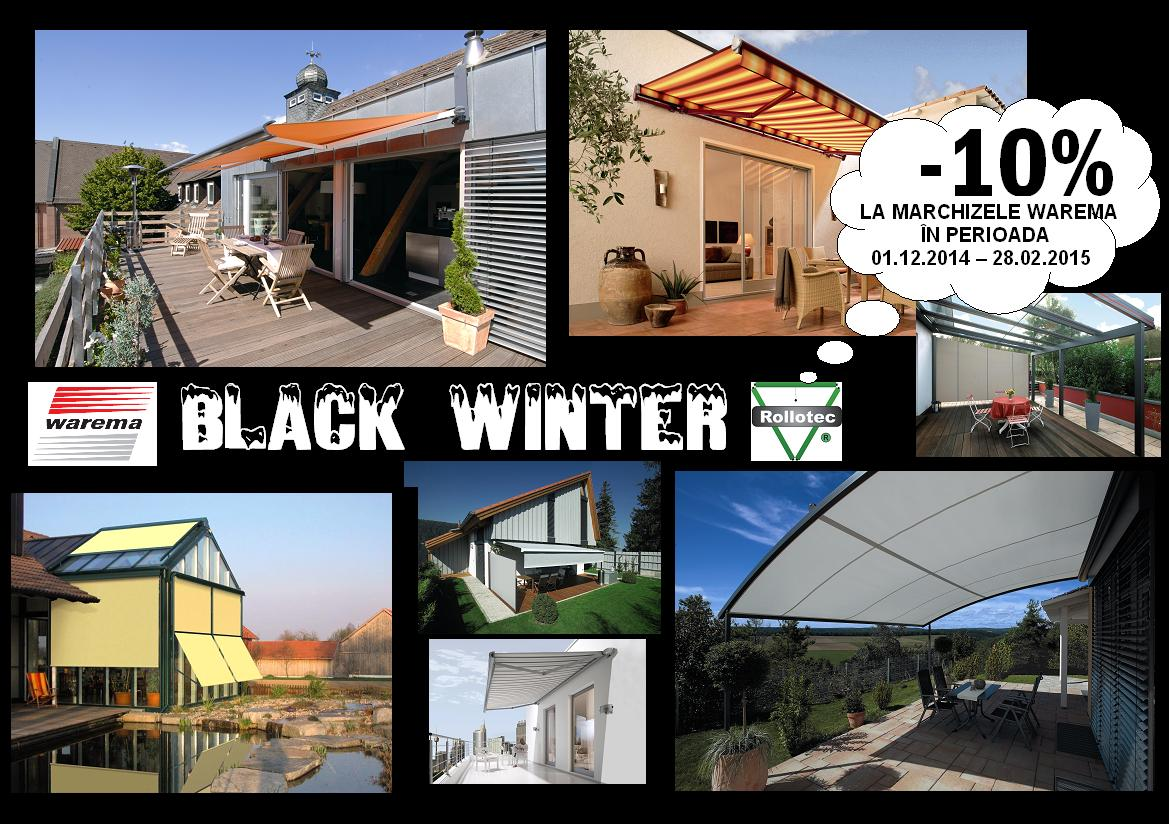 -10%
LA MARCHIZELE WAREMA
ÎN PERIOADA
01.12.2014 – 28.02.2015
warema
BLACK WINTER
Rollotec
®